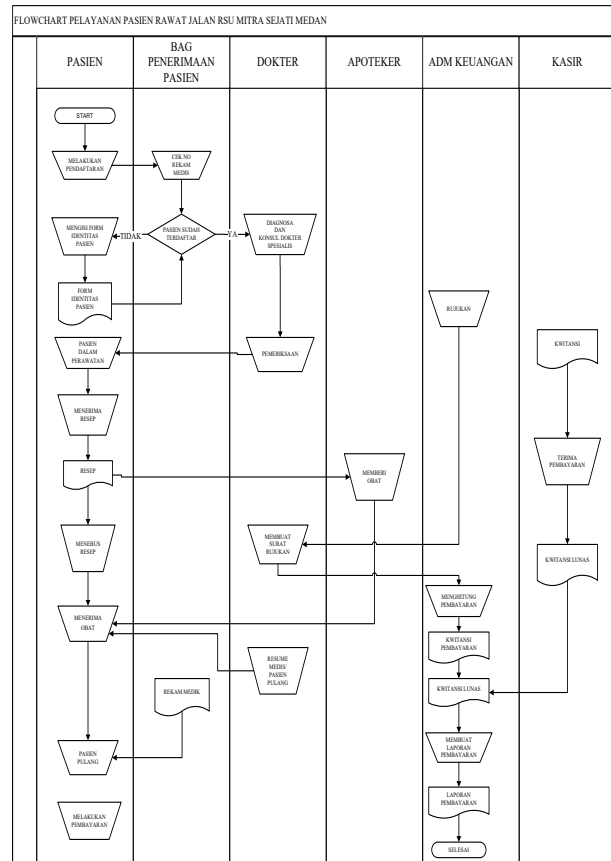 FLOWCHART PELAYANAN PASIEN RAWAT JALAN RSU MITRA SEJATI MEDAN
PASIEN
BAG
PENERIMAAN
PASIEN
DOKTER
APOTEKER
ADM KEUANGAN
KASIR
START
MELAKUKAN
PENDAFTARAN
CEK NO
REKAM
MEDIS
MENGISI FORM
IDENTITAS
PASIEN
TIDAK
PASIEN SUDAH
TERDAFTAR
YA
DIAGNOSA
DAN
KONSUL DOKTER
SPESIALIS
FORM
IDENTITAS
PASIEN
RUJUKAN
PASIEN
DALAM
PERAWATAN
PEMERIKSAAN
KWITANSI
MENERIMA
RESEP
RESEP
MEMBERI
OBAT
TERIMA
PEMBAYARAN
MENEBUS
RESEP
MEMBUAT
SURAT
RUJUKAN
KWITANSI LUNAS
MENGHITUNG
PEMBAYARAN
MENERIMA
OBAT
KWITANSI
PEMBAYARAN
RESUME
MEDIS/
PASIEN
PULANG
REKAM MEDIK
KWITANSI LUNAS
PASIEN
PULANG
MEMBUAT
LAPORAN
PEMBAYARAN
MELAKUKAN
PEMBAYARAN
LAPORAN
PEMBAYARAN
SELESAI